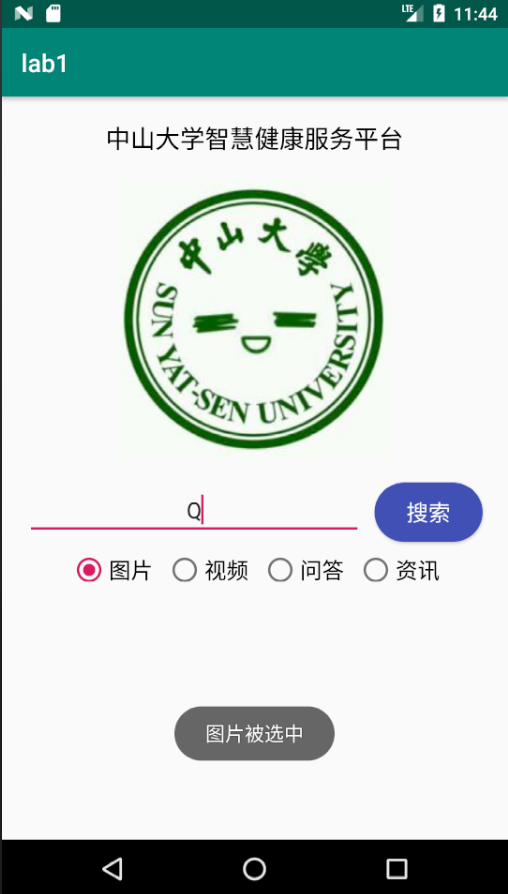 LTE 11:44
lab1
中山大学智慧健康服务平台
中山大學
SUN YAT-SEN UNIVERSITY
Q 搜索
图片 视频 问答 资讯
图片被选中